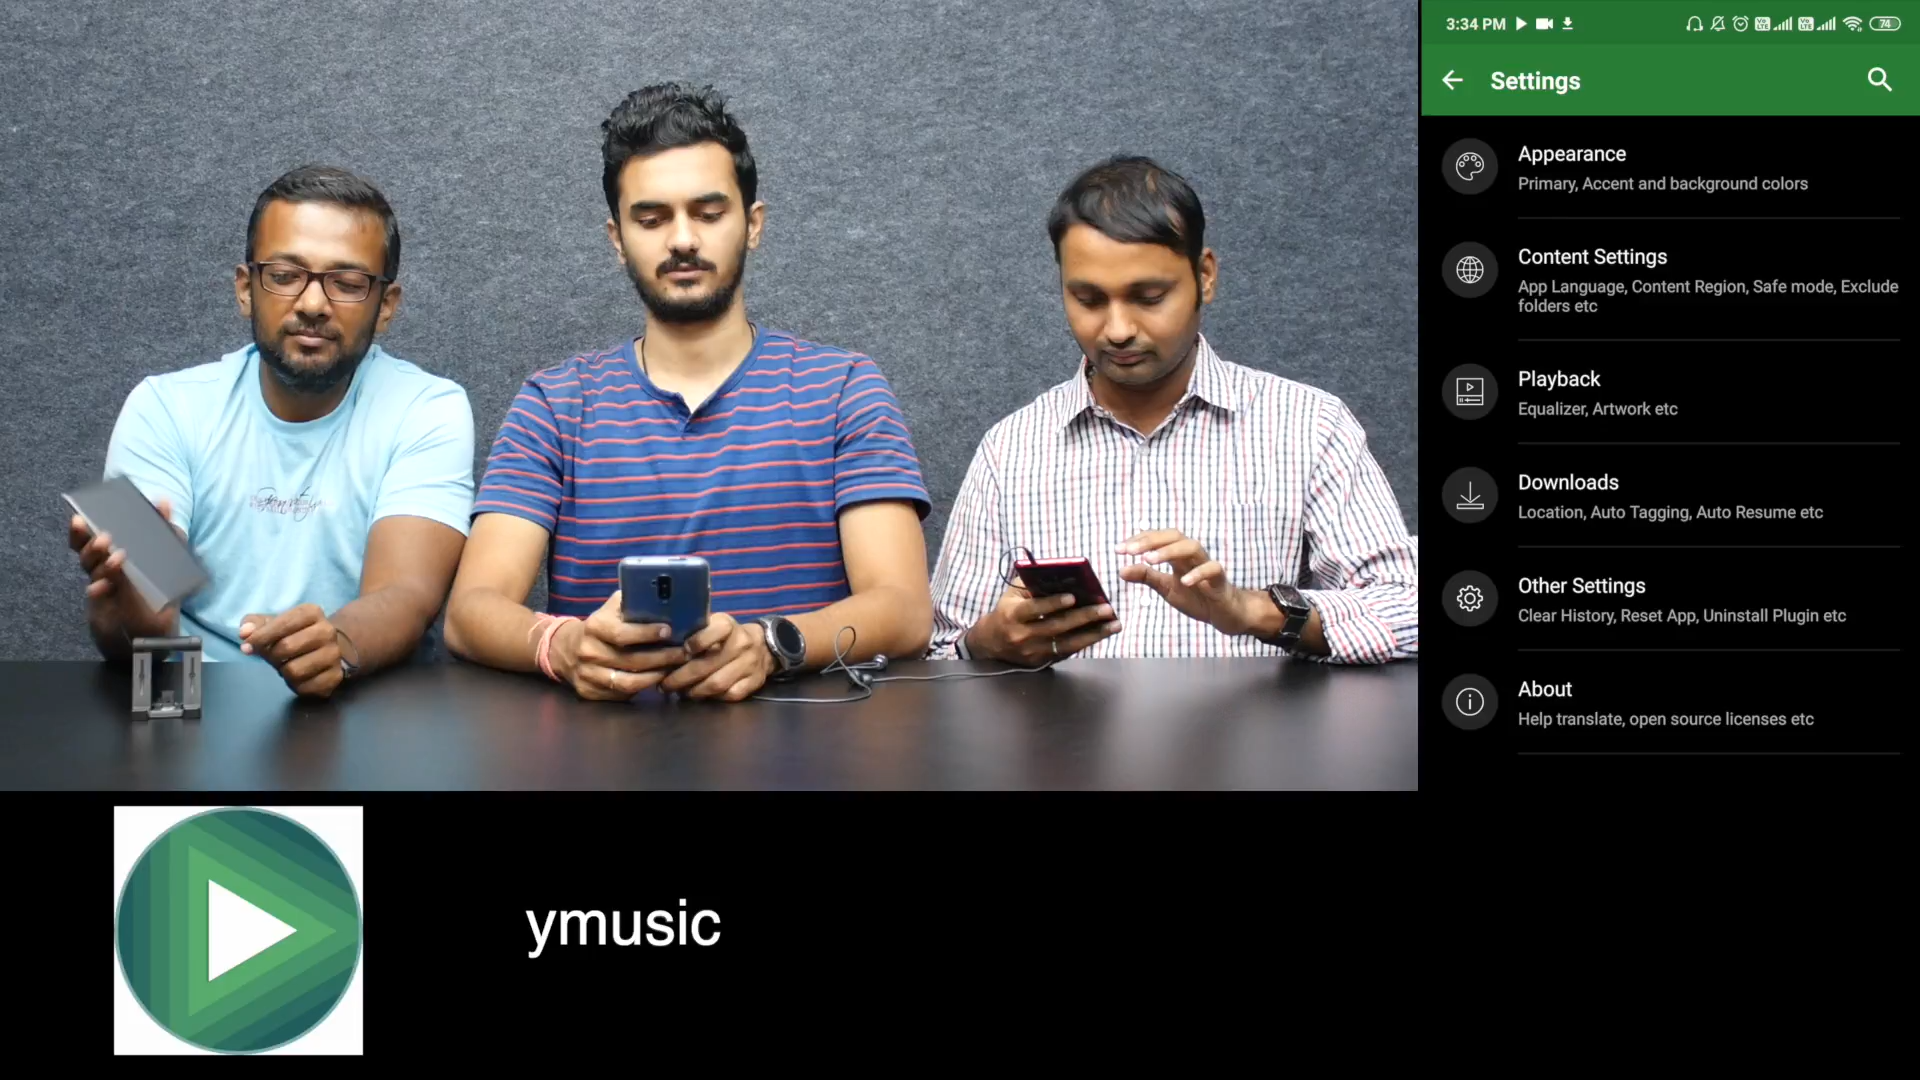 3:34 PM
74
Settings
Appearance
Primary, Accent and background colors
Content Settings
App Language, Content Region, Safe mode, Exclude
folders etc
Playback
Equalizer, Artwork etc
Downloads
Location, Auto Tagging, Auto Resume etc
Other Settings
Clear History, Reset App, Uninstall Plugin etc
About
Help translate, open source licenses etc
ymusic